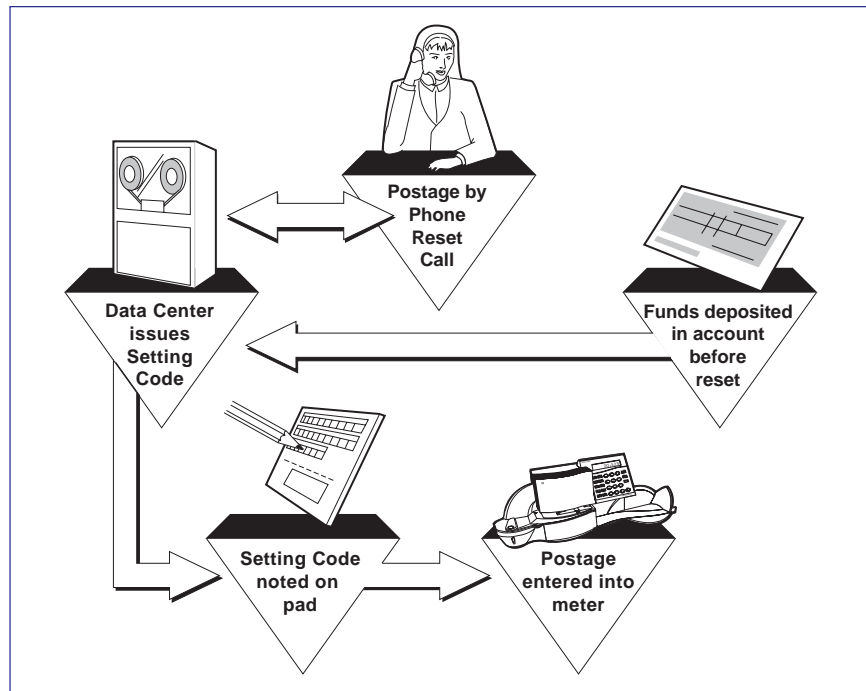 Postage by
Phone
Reset
Call
Data Center
issues
Setting
Code
Funds deposited
in account
before
reset
Setting Code
noted on
pad
Postage
entered into
meter